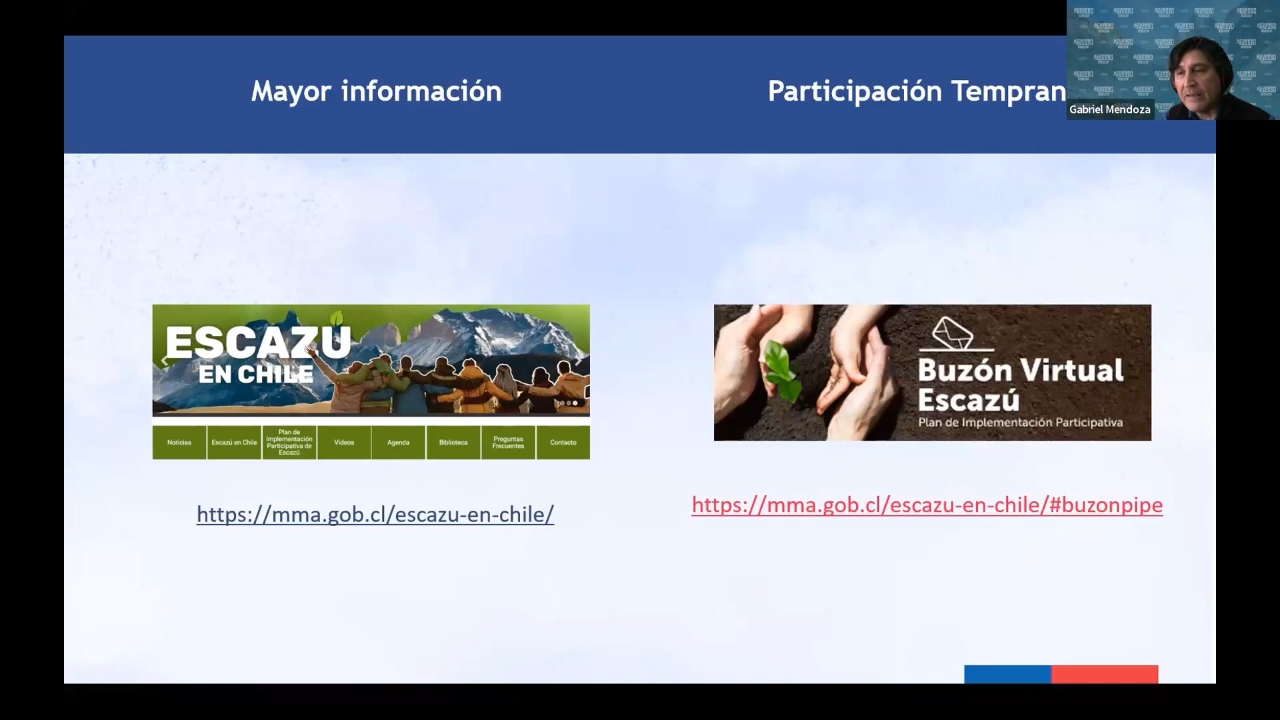 Mayor información
Participación Tempran
Gabriel Mendoza
ESCAZÚ
EN CHILE
Noticias
Escazú en Chile
Plan de
Implementación
Participativa de
Escazú
Videos
Agenda
Biblioteca
Preguntas
Frecuentes
Contacto
Buzón Virtual
Escazú
Plan de Implementación Participativa
https://mma.gob.cl/escazu-en-chile/
https://mma.gob.cl/escazu-en-chile/#buzonpipe